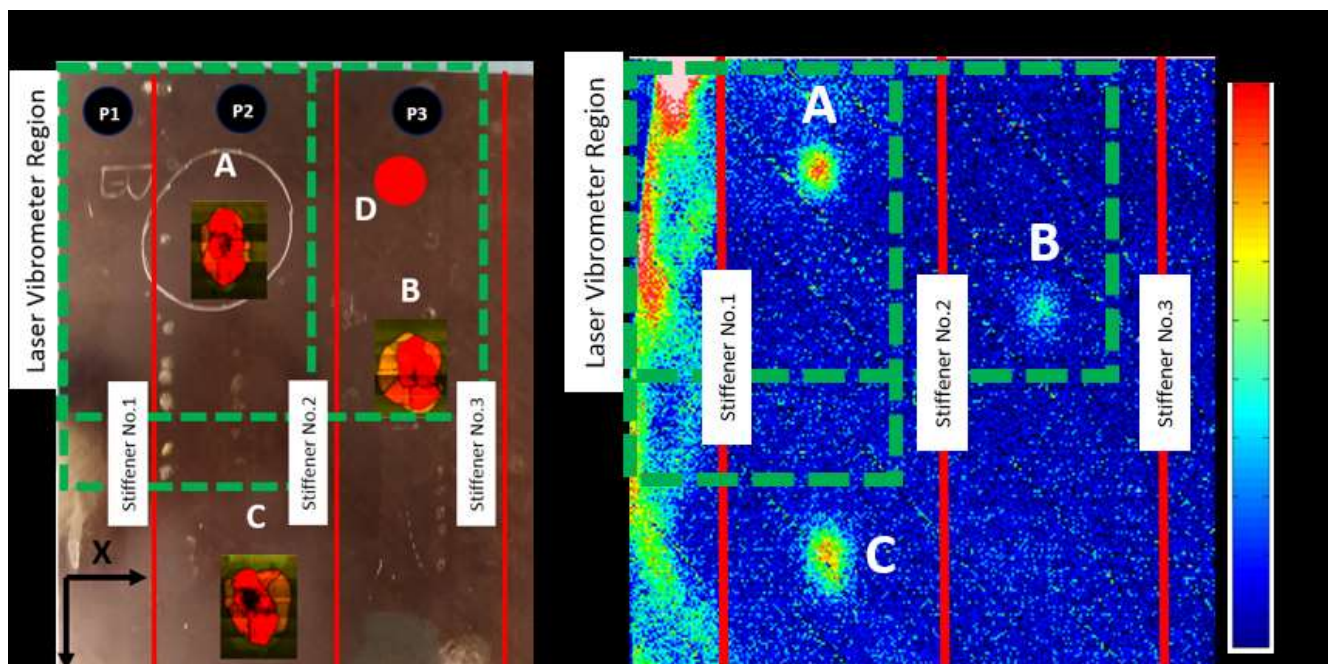 Laser Vibrometer Region
P1
P2
P3
A
D
B
Stiffener No.1
Stiffener No.2
Stiffener No.3
C
X
Laser Vibrometer Region
A
B
Stiffener No.1
Stiffener No.2
Stiffener No.3
C